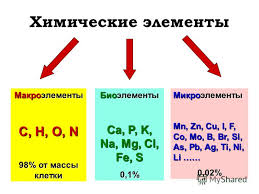 Химические элементы
Макроэлементы
C, H, O, N
98% от массы
клетки
Биоэлементы
Ca, P, K,
Na, Mg, Cl,
Fe, S
0,1%
Микроэлементы
Mn, Zn, Cu, I, F,
Co, Mo, B, Br, Si,
As, Pb, Ag, Ti, Ni,
Li ......
0,02%
MyShared